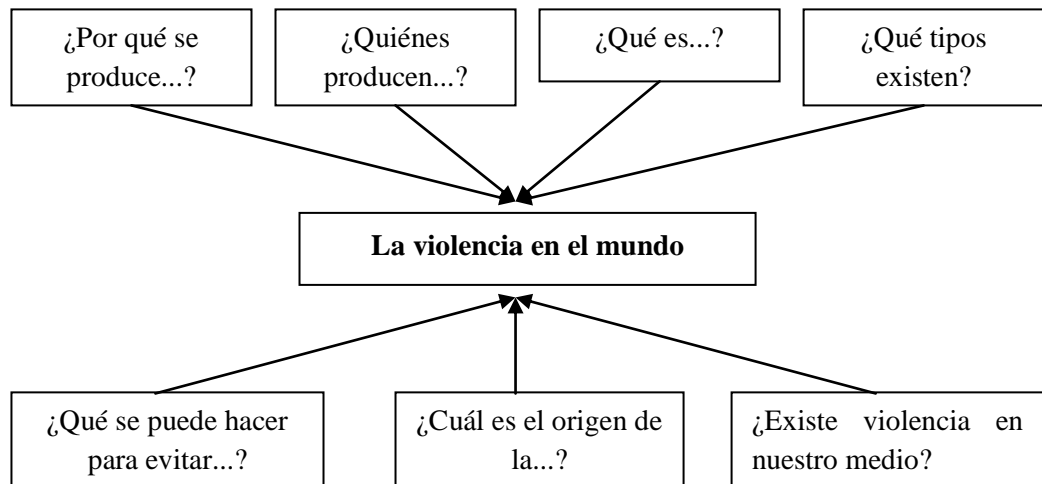 ¿Por qué se
produce...?
¿Quiénes
producen...?
¿Qué es...?
¿Qué tipos
existen?
La violencia en el mundo
¿Qué se puede hacer
para evitar...?
¿Cuál es el origen de
la...?
¿Existe violencia en
nuestro medio?